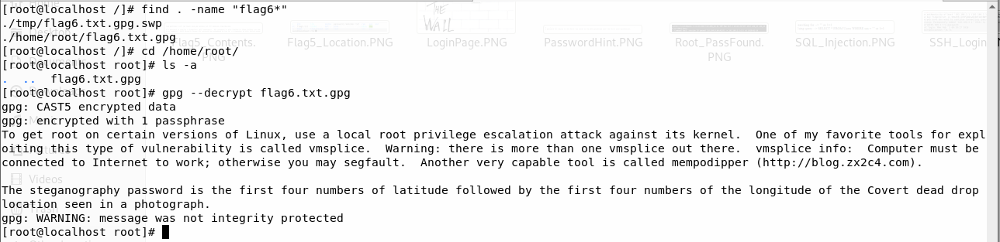 [root@localhost /]# find . -name "flag6*"
./tmp/flag6.txt.gpg.swp
./home/root/flag6.txt.gpg
[root@localhost /]# cd /home/root/
[root@localhost root]# ls -a
.  ..  flag6.txt.gpg
[root@localhost root]# gpg --decrypt flag6.txt.gpg
gpg: CAST5 encrypted data
gpg: encrypted with 1 passphrase
To get root on certain versions of Linux, use a local root privilege escalation attack against its kernel.  One of my favorite tools for expl
oiting this type of vulnerability is called vmsplice.  Warning: there is more than one vmsplice out there.  vmsplice info:  Computer must be
connected to Internet to work; otherwise you may segfault.  Another very capable tool is called mempodipper (http://blog.zx2c4.com).
The steganography password is the first four numbers of latitude followed by the first four numbers of the longitude of the Covert dead drop
location seen in a photograph.
gpg: WARNING: message was not integrity protected
[root@localhost root]#
THE
WALL
Flag5_Contents.
PNG
Flag5_Location.PNG
LoginPage.PNG
PasswordHint.PNG
Root_PassFound.
PNG
SQL_Injection.PNG
SSH_Login
Videos